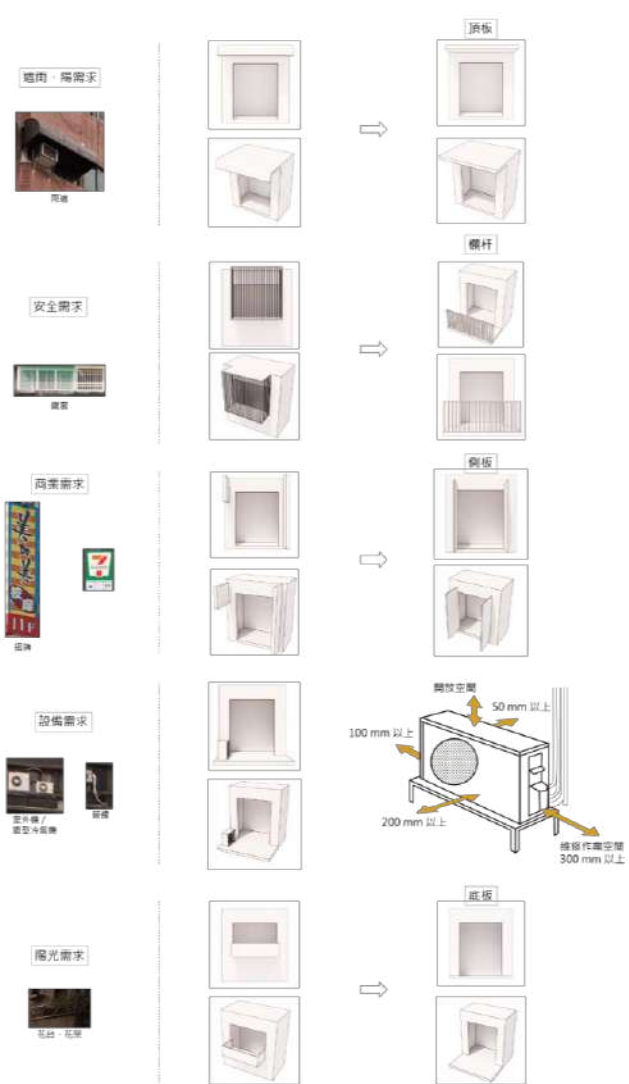 頂板
遮雨、陽需求
雨遮
欄杆
安全需求
鐵窗
側板
商業需求
7
11F
招牌
設備需求
開放空間
50 mm 以上
100 mm 以上
200 mm 以上
維修作業空間
300 mm 以上
室外機 /
窗型冷氣機
管線
底板
陽光需求
花台、花架